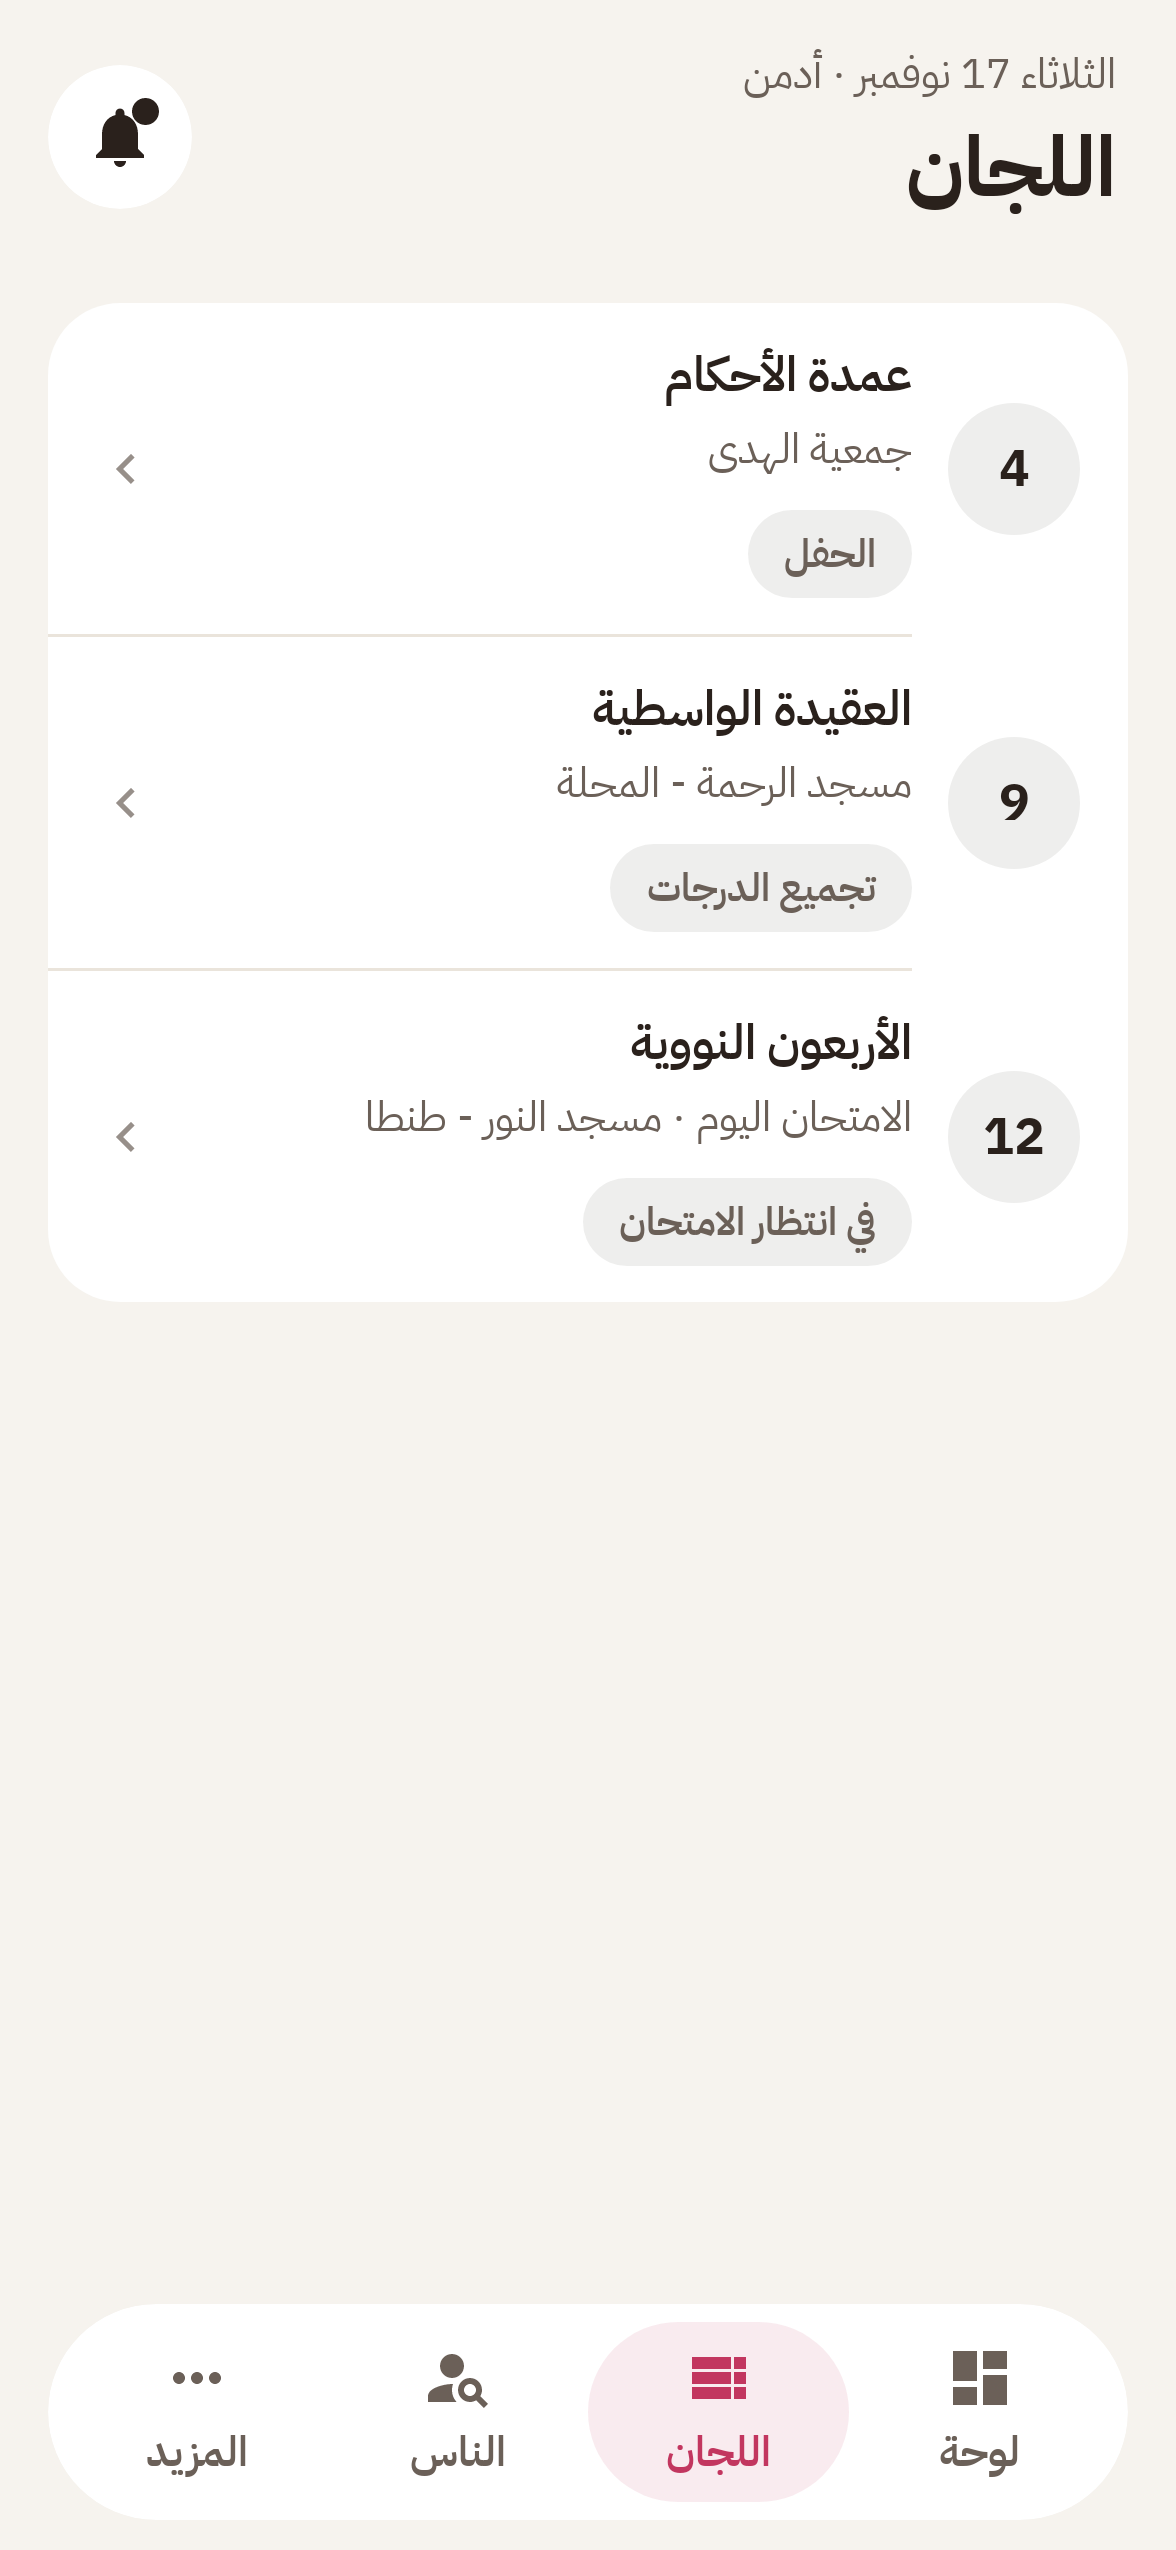 الثلاثاء 17 نوفمبر · أدمن
اللجان
4
عمدة الأحكام
جمعية الهدى
الحفل
9
العقيدة الواسطية
مسجد الرحمة - المحلة
تجميع الدرجات
12
الأربعون النووية
الامتحان اليوم · مسجد النور - طنطا
في انتظار الامتحان
لوحة
اللجان
الناس
المزيد